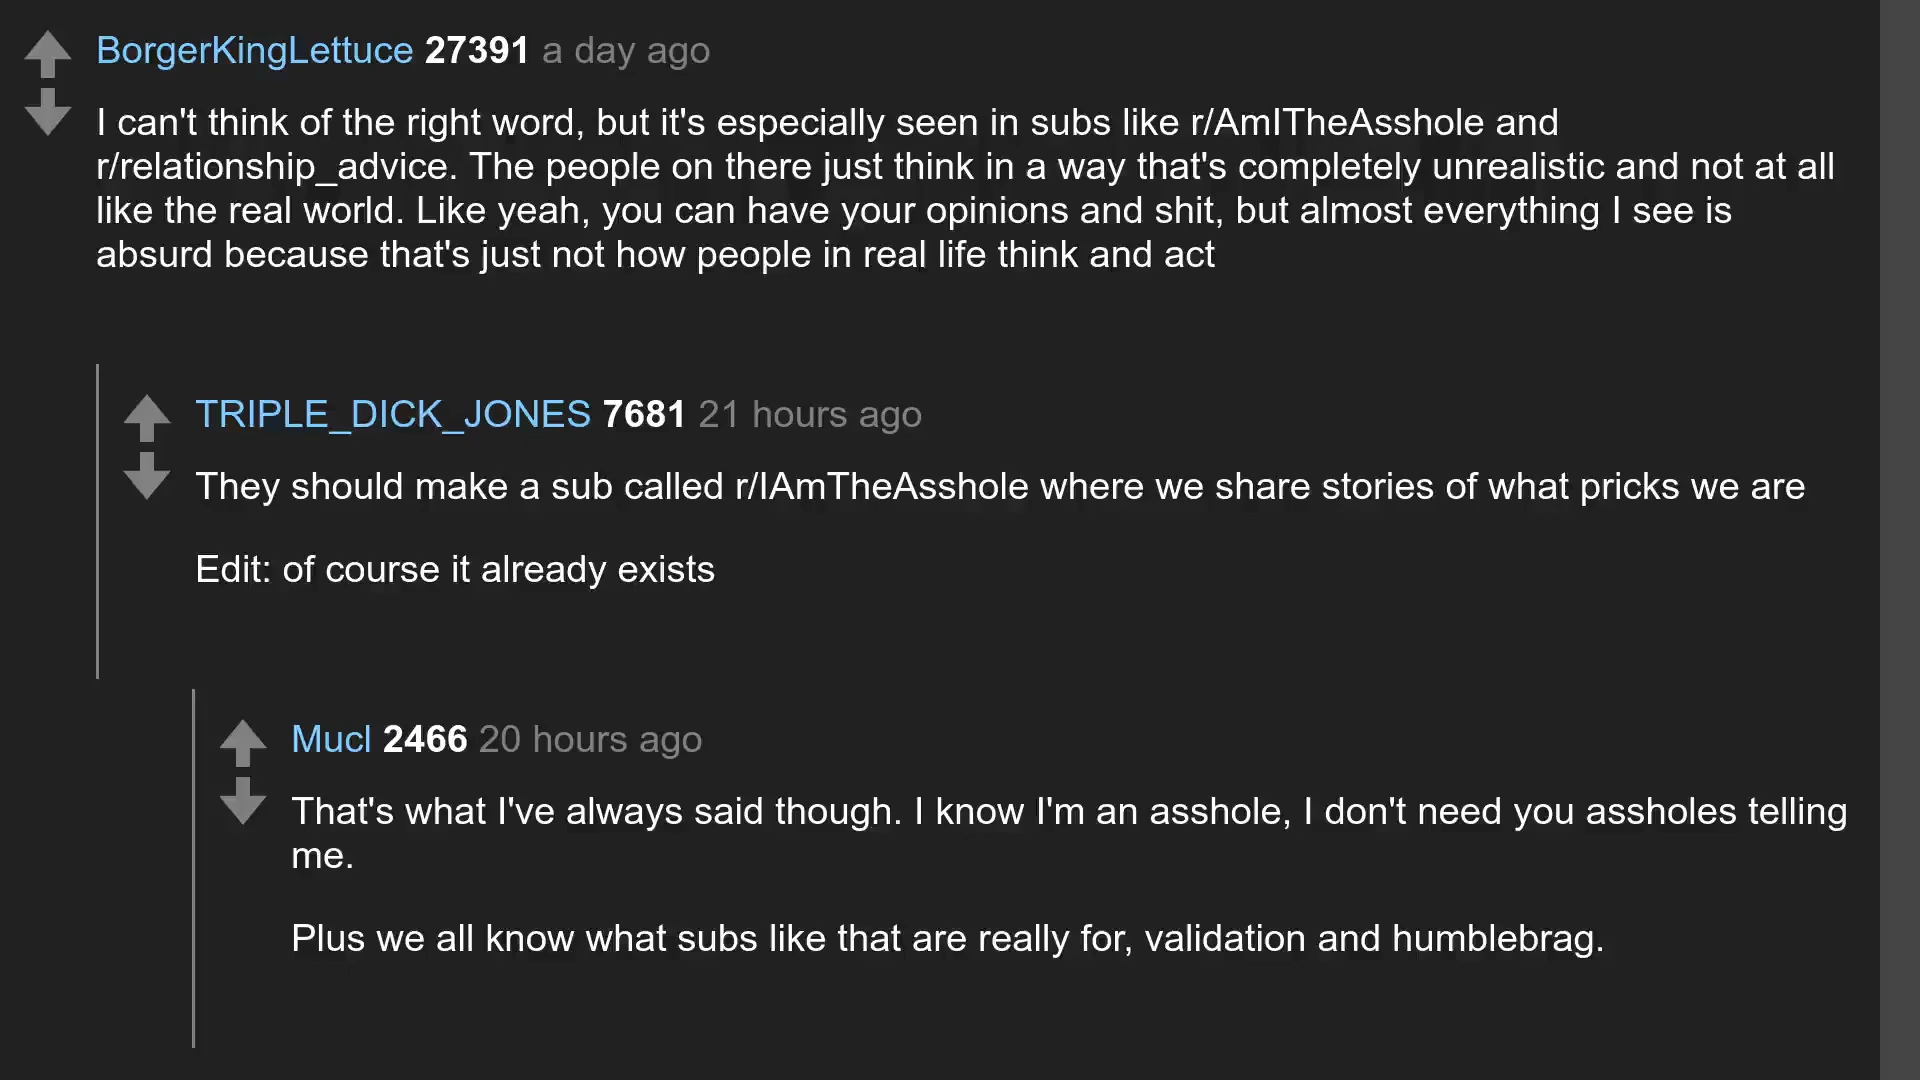 BorgerKingLettuce 27391 a day ago
I can't think of the right word, but it's especially seen in subs like r/AmITheAsshole and
r/relationship_advice. The people on there just think in a way that's completely unrealistic and not at all
like the real world. Like yeah, you can have your opinions and shit, but almost everything I see is
absurd because that's just not how people in real life think and act
TRIPLE_DICK_JONES 7681 21 hours ago
They should make a sub called r/IAmTheAsshole where we share stories of what pricks we are
Edit: of course it already exists
Mucl 2466 20 hours ago
That's what I've always said though. I know I'm an asshole, I don't need you assholes telling
me.
Plus we all know what subs like that are really for, validation and humblebrag.